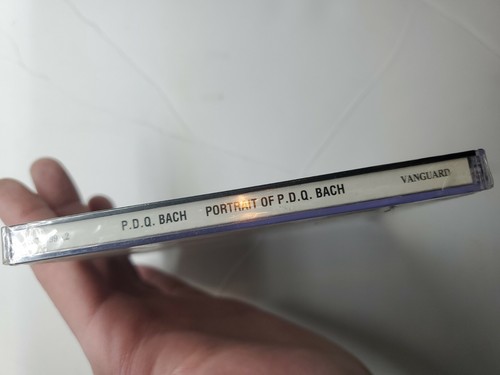 P.D.Q. BACH PORTRAIT OF P.D.Q. BACH VANGUARD